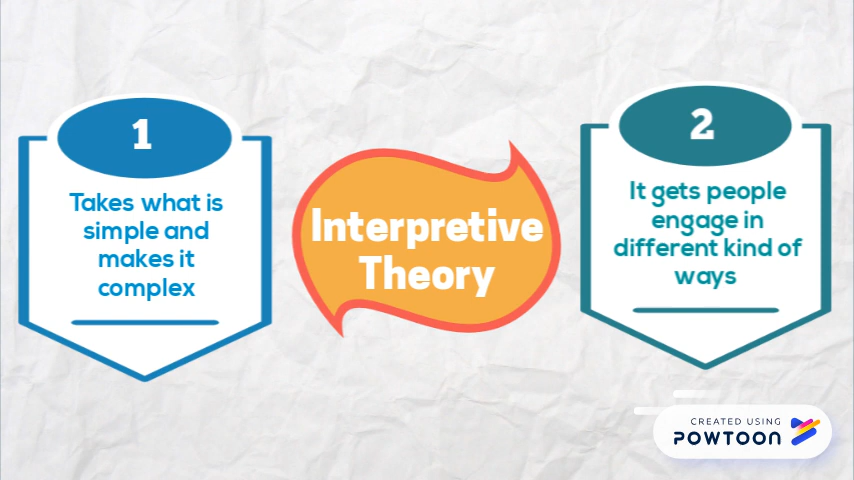 1
Takes what is
simple and
makes it
complex
Interpretive
Theory
2
It gets people
engage in
different kind of
ways
CREATED USING
POWTOON